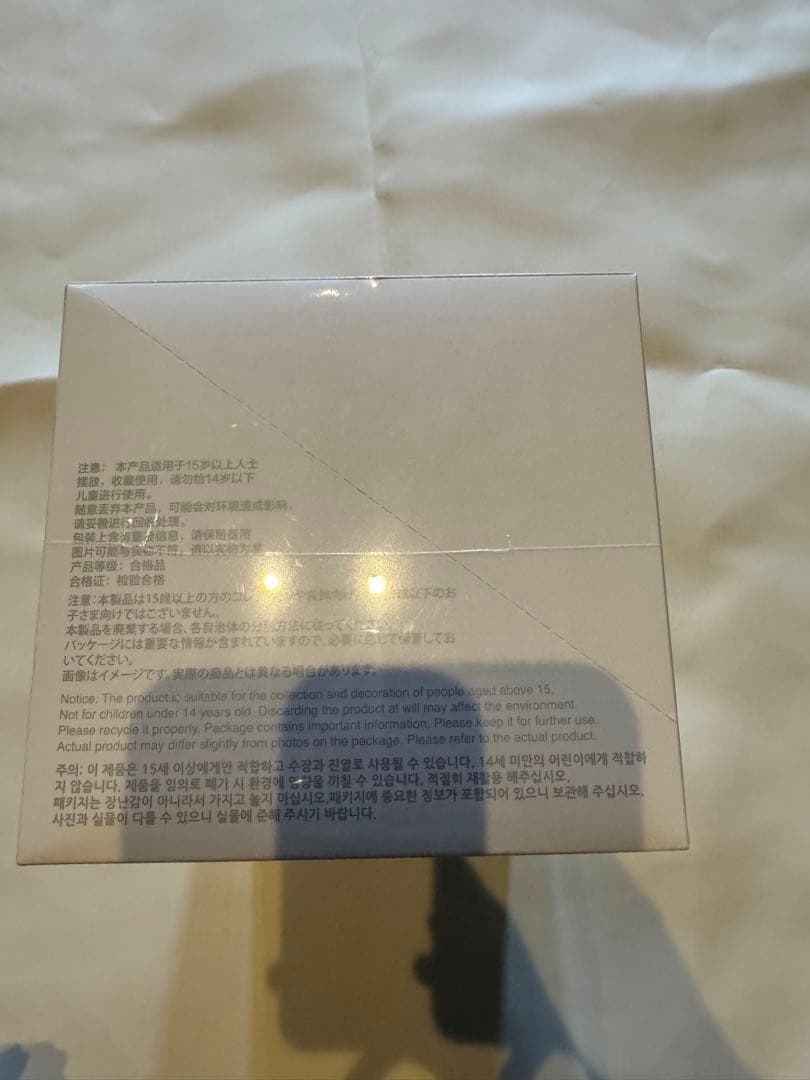 注意： 本产品适用于15岁以上人士
摆放，收藏使用，请勿给14岁以下
儿童进行使用。
随意丢弃本产品，可能会对环境造成影响，
请妥善进行回收处理。
包装上含有重要信息，请保留备用
图片可能与实物不符，请以实物为准
产品等级：合格品
合格证：检验合格
注意：本製品は15歳以上の方のコレ
以下のお
子さま向けではございません。
本製品を廃棄する場合、各自治体の分別方法に従ってください。
パッケージには重要な情報が含まれていますので、必要に応じて保管してお
いてください。
画像はイメージです。実際の商品とは異なる場合があります。
Notice: The product is suitable for the collection and decoration of people aged above 15.
Not for children under 14 years old. Discarding the product at will may affect the environment.
Please recycle it properly. Package contains important information. Please keep it for further use.
Actual product may differ slightly from photos on the package. Please refer to the actual product.
주의: 이 제품은 15세 이상에게만 적합하고 수장과 진열로 사용될 수 있습니다. 14세 미만의 어린이에게 적합하
지 않습니다. 제품을 임의로 폐기 시 환경에 영향을 끼칠 수 있습니다. 적절히 재활용 해주십시오.
패키지는 장난감이 아니라서 가지고 놀지 마십시오.패키지에 중요한 정보가 포함되어 있으니 보관해 주십시오.
사진과 실물이 다를 수 있으니 실물에 준해 주시기 바랍니다.